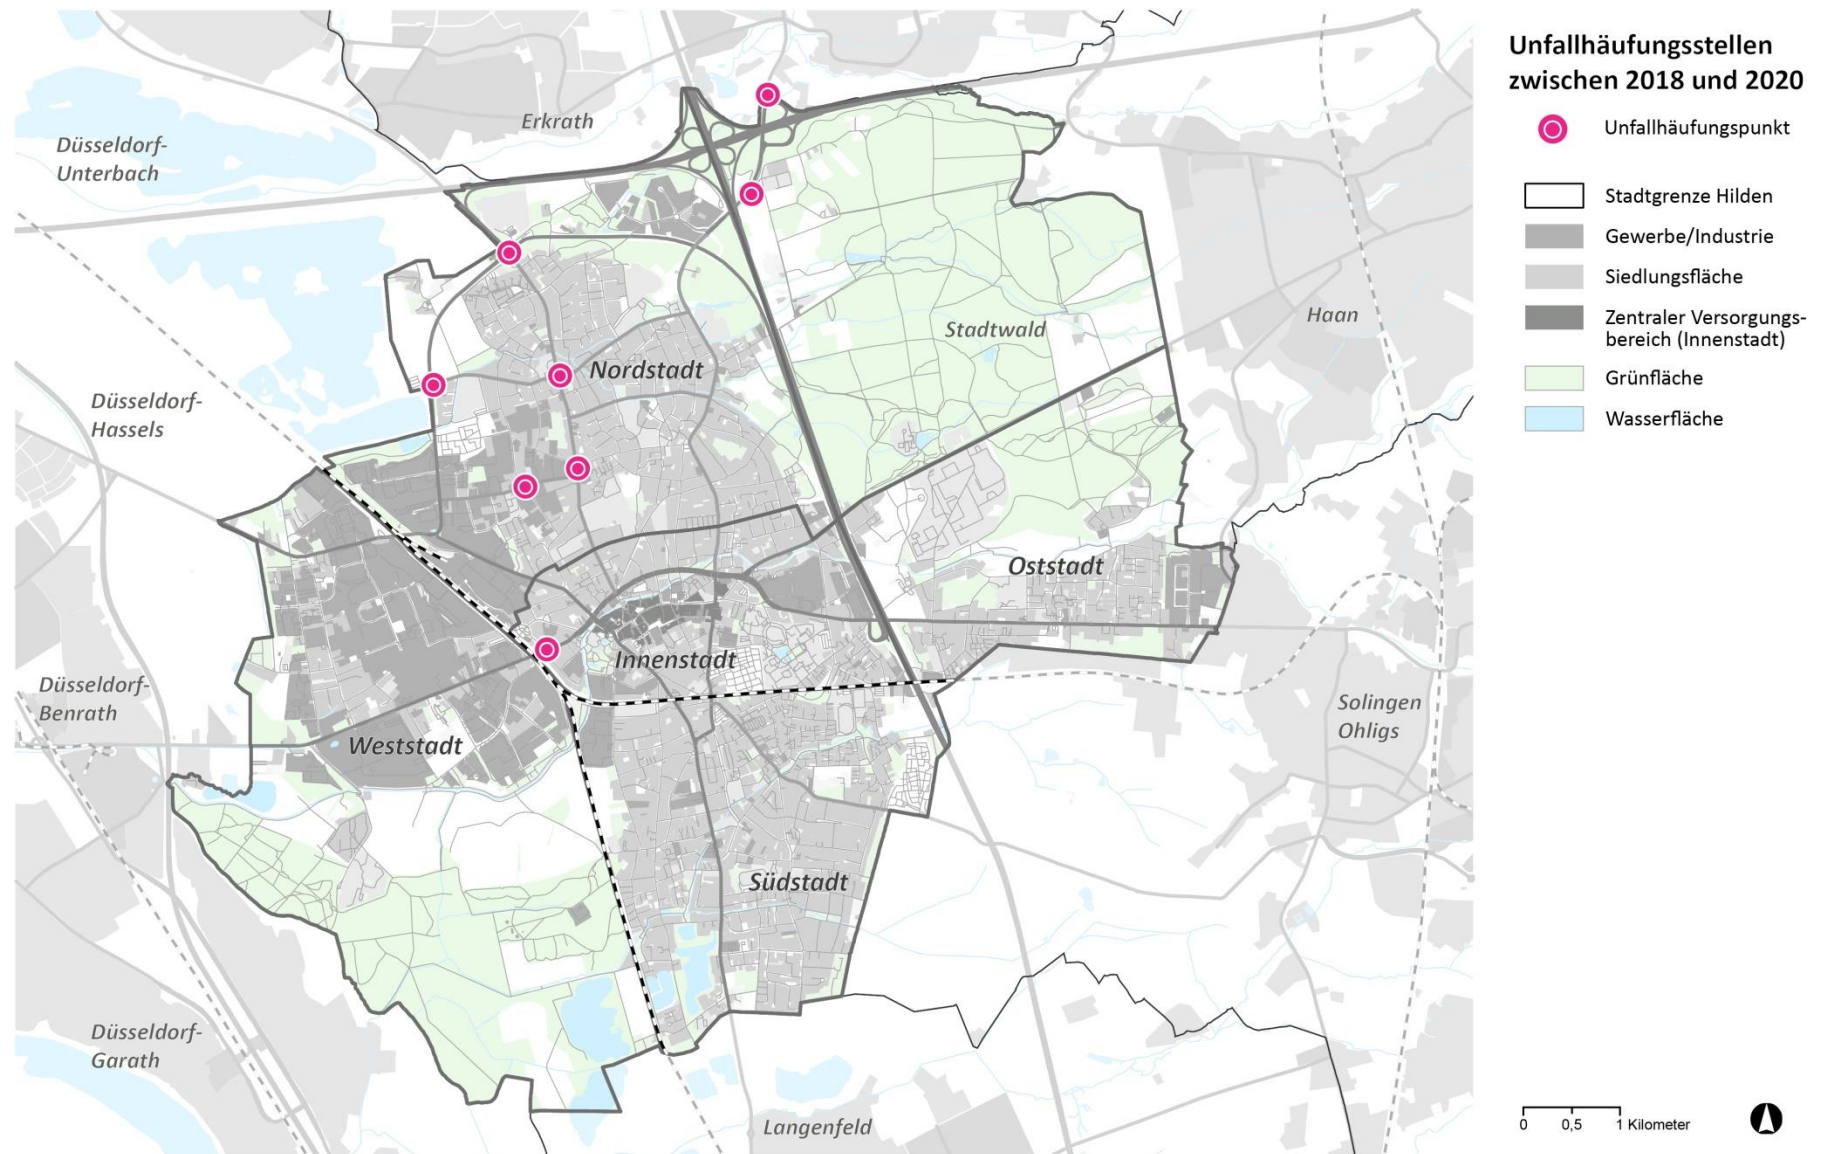 Unfallhäufungsstellen
zwischen 2018 und 2020
Unfallhäufungspunkt
Stadtgrenze Hilden
Gewerbe/Industrie
Siedlungsfläche
Zentraler Versorgungs-
bereich (Innenstadt)
Grünfläche
Wasserfläche
Erkrath
Düsseldorf-
Unterbach
Haan
Stadtwald
Nordstadt
Düsseldorf-
Hassels
Oststadt
Innenstadt
Düsseldorf-
Benrath
Solingen
Ohligs
Weststadt
Südstadt
Düsseldorf-
Garath
Langenfeld
0 0,5 1 Kilometer